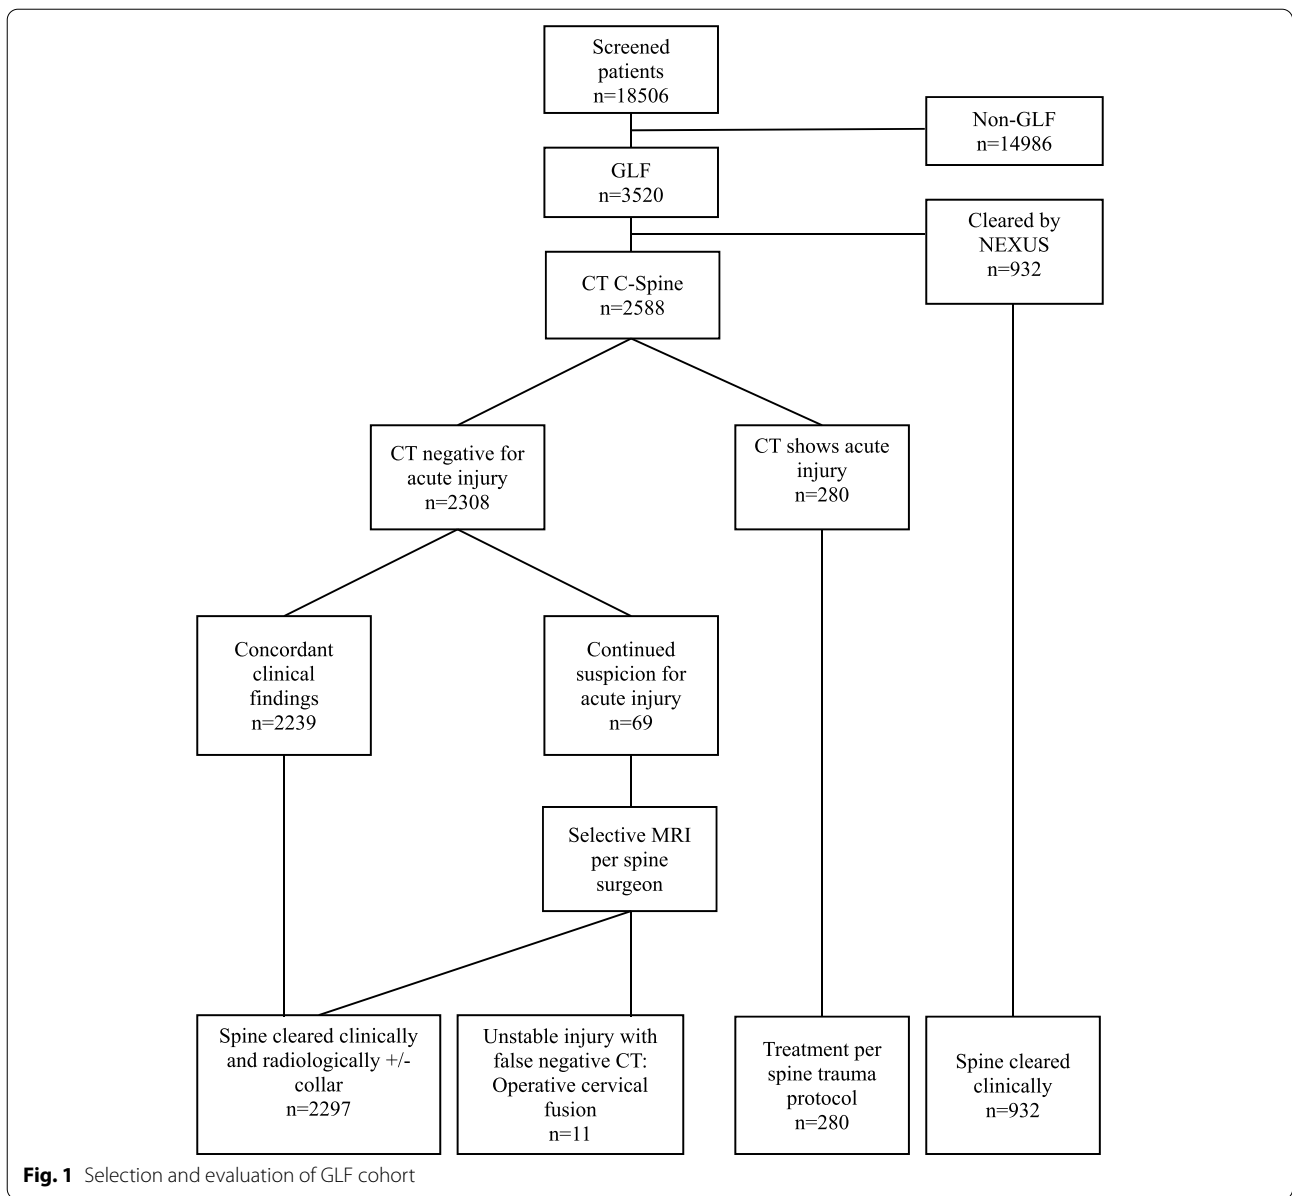 Screened
patients
n=18506
Non-GLF
n=14986
GLF
n=3520
Cleared by
NEXUS
n=932
CT C-Spine
n=2588
CT negative for
acute injury
n=2308
CT shows acute
injury
n=280
Concordant
clinical
findings
n=2239
Continued
suspicion for
acute injury
n=69
Selective MRI
per spine
surgeon
Spine cleared clinically
and radiologically +/-
collar
n=2297
Unstable injury with
false negative CT:
Operative cervical
fusion
n=11
Treatment per
spine trauma
protocol
n=280
Spine cleared
clinically
n=932
Fig. 1 Selection and evaluation of GLF cohort